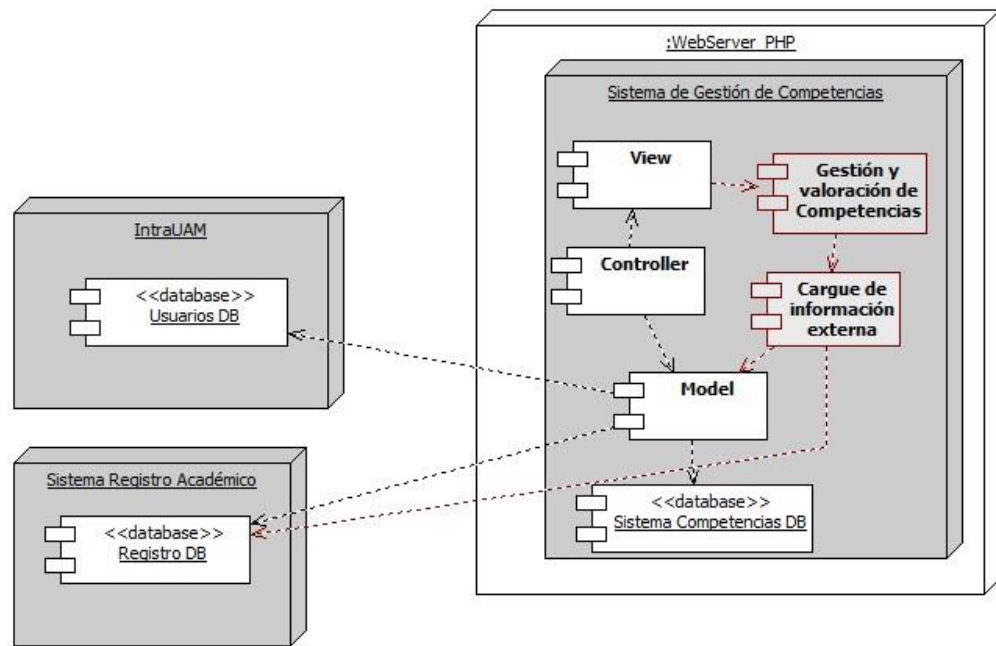 :WebServer_PHP
Sistema de Gestión de Competencias
View
Gestión y
valoración de
Competencias
Controller
Cargue de
información
externa
Model
<<database>>
Sistema Competencias DB
IntraUAM
<<database>>
Usuarios DB
Sistema Registro Académico
<<database>>
Registro DB